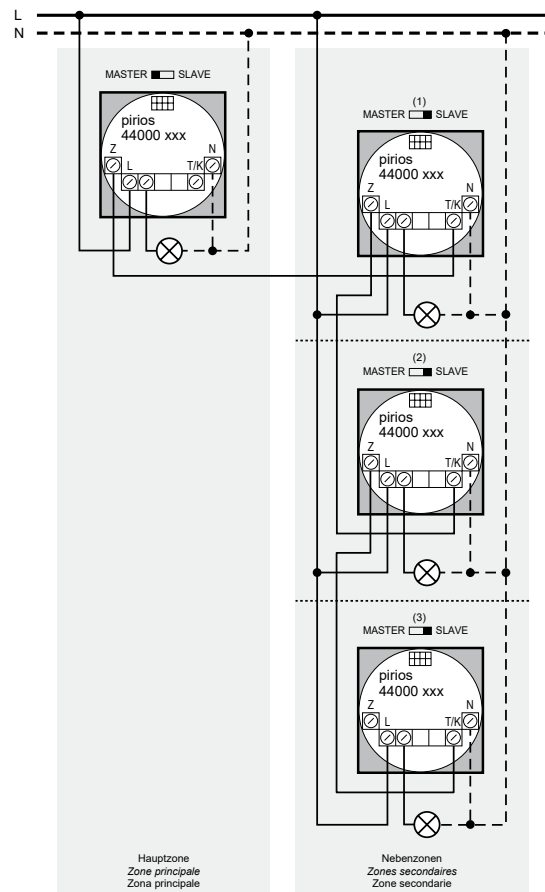 L
N
MASTER SLAVE
pirios
44000 xxx
Z
L
T/K
N
(1)
MASTER SLAVE
pirios
44000 xxx
Z
L
T/K
N
(2)
MASTER SLAVE
pirios
44000 xxx
Z
L
T/K
N
(3)
MASTER SLAVE
pirios
44000 xxx
Z
L
T/K
N
Hauptzone
Zone principale
Zona principale
Nebenzonen
Zones secondaires
Zone secondarie